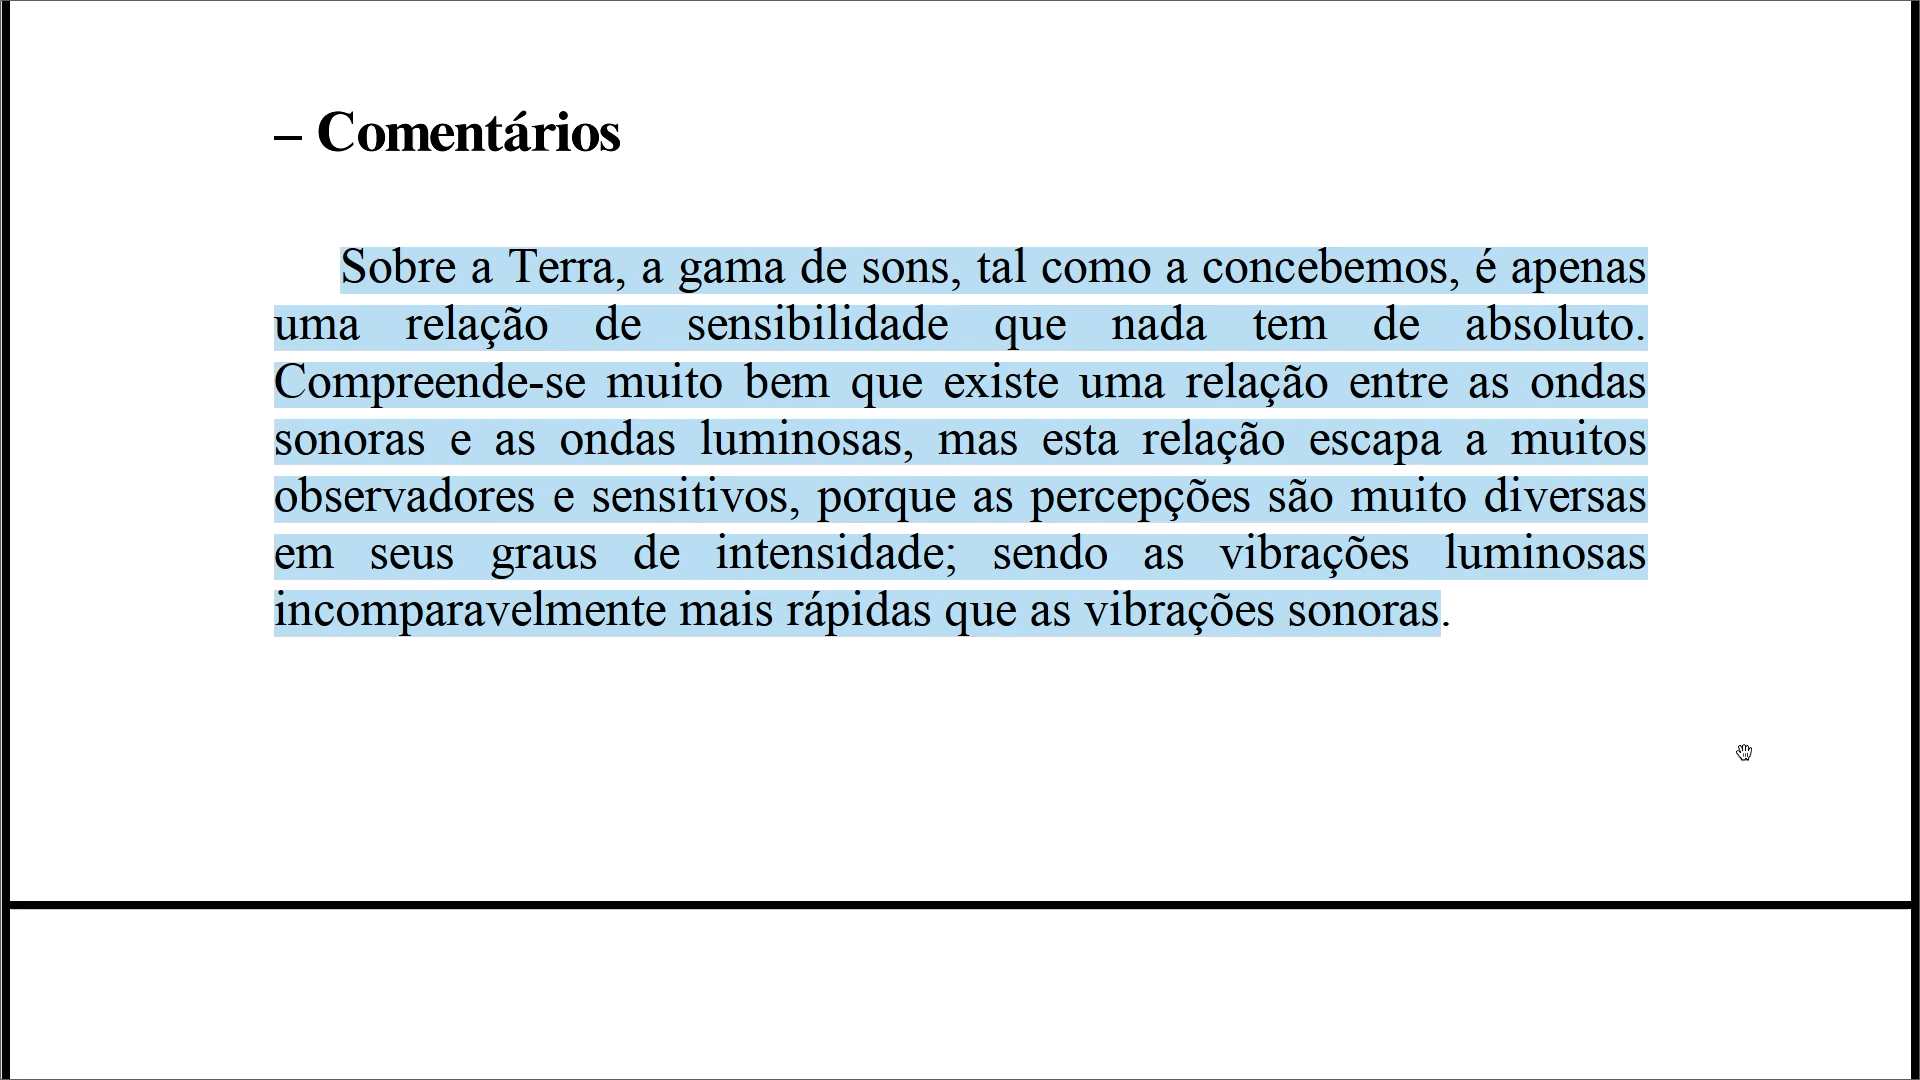 – Comentários
Sobre a Terra, a gama de sons, tal como a concebemos, é apenas
uma relação de sensibilidade que nada tem de absoluto.
Compreende-se muito bem que existe uma relação entre as ondas
sonoras e as ondas luminosas, mas esta relação escapa a muitos
observadores e sensitivos, porque as percepções são muito diversas
em seus graus de intensidade; sendo as vibrações luminosas
incomparavelmente mais rápidas que as vibrações sonoras.